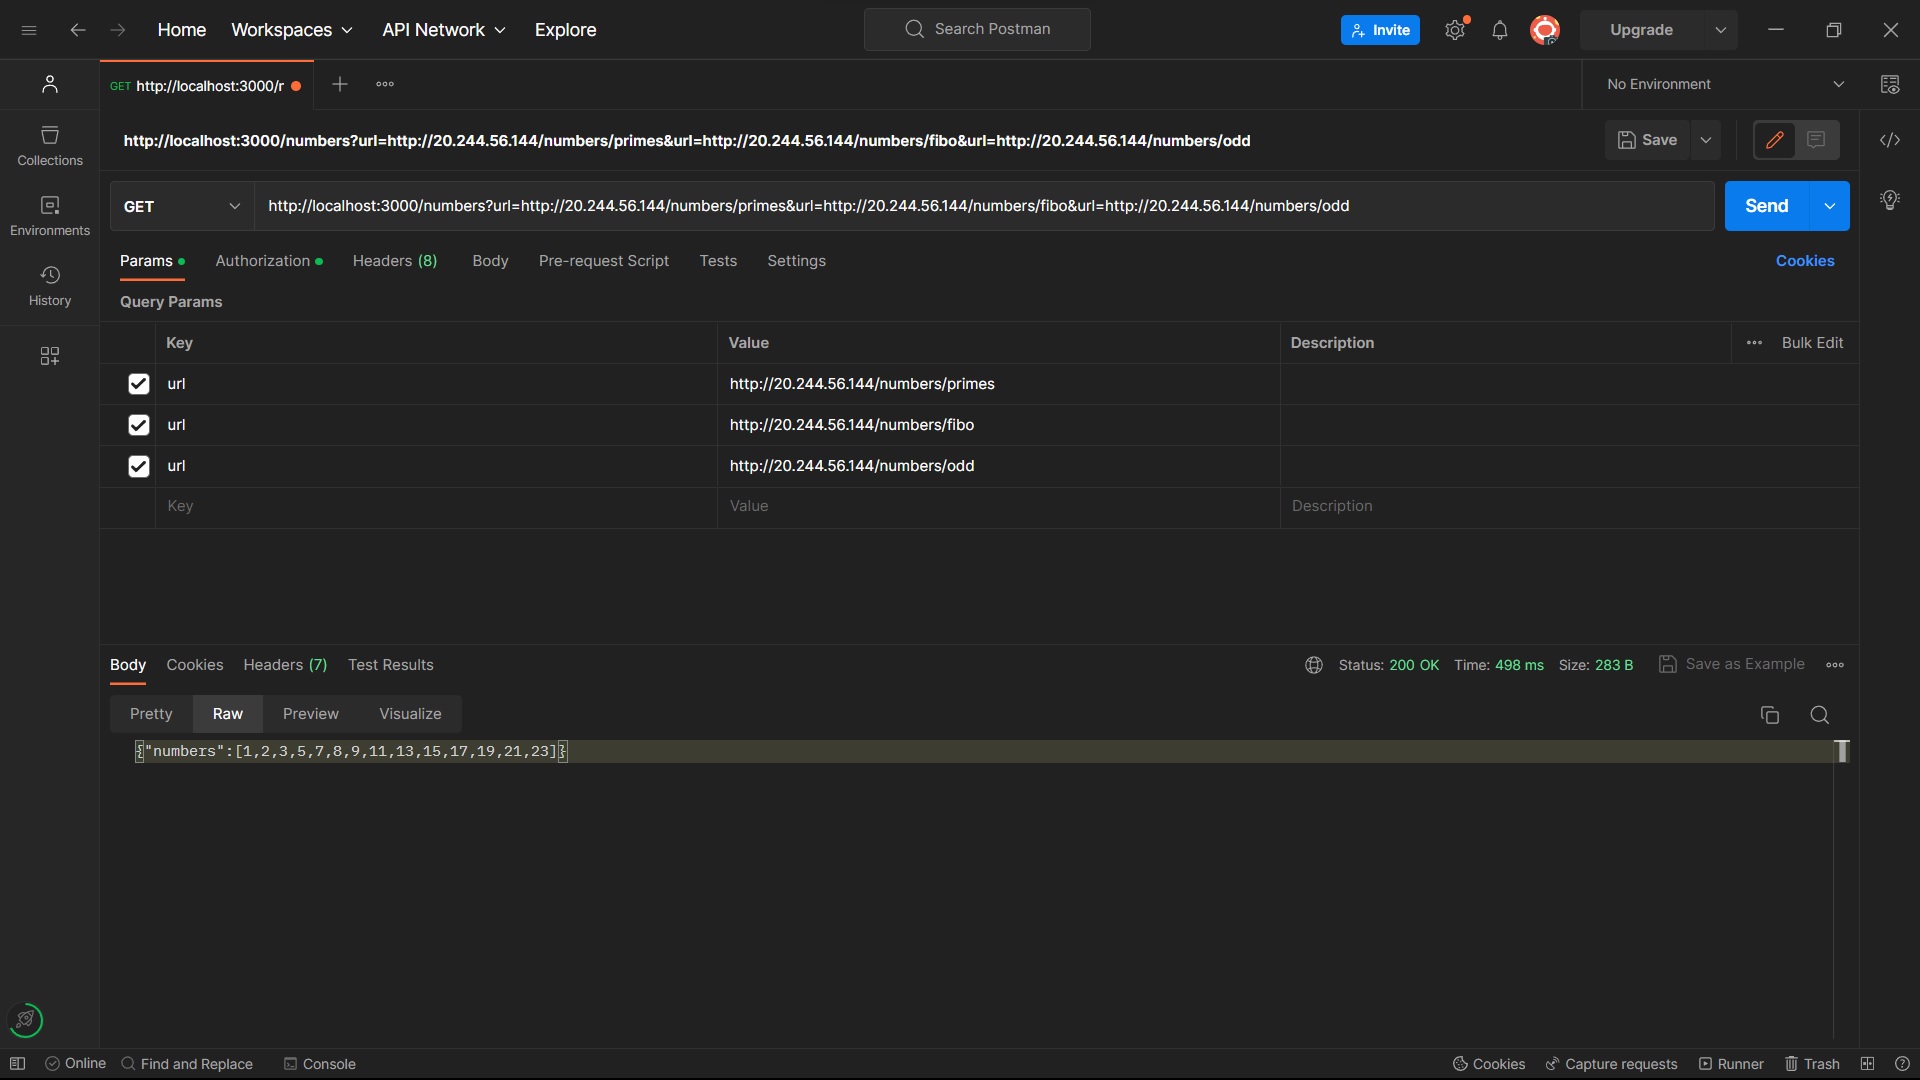 Home Workspaces API Network Explore Search Postman Invite Upgrade
GET http://localhost:3000/r No Environment
http://localhost:3000/numbers?url=http://20.244.56.144/numbers/primes&url=http://20.244.56.144/numbers/fibo&url=http://20.244.56.144/numbers/odd Save
Collections
GET http://localhost:3000/numbers?url=http://20.244.56.144/numbers/primes&url=http://20.244.56.144/numbers/fibo&url=http://20.244.56.144/numbers/odd Send
Environments
Params Authorization Headers (8) Body Pre-request Script Tests Settings Cookies
History
Query Params
Key Value Description Bulk Edit
url http://20.244.56.144/numbers/primes
url http://20.244.56.144/numbers/fibo
url http://20.244.56.144/numbers/odd
Key Value Description
Body Cookies Headers (7) Test Results Status: 200 OK Time: 498 ms Size: 283 B Save as Example
Pretty Raw Preview Visualize
{"numbers":[1,2,3,5,7,8,9,11,13,15,17,19,21,23]}
Online Find and Replace Console Cookies Capture requests Runner Trash